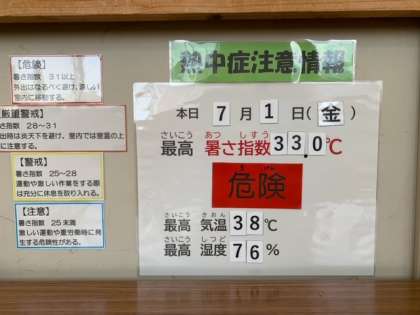 【危険】
暑さ指数 31以上
外出はなるべく避け、涼しい
室内に移動する。
【厳重警戒】
暑さ指数 28~31
外出時は炎天下を避け、室内では室温の上
に注意する。
【警戒】
暑さ指数 25~28
運動や激しい作業をする際
は充分に休息を取り入れる。
【注意】
暑さ指数 25未満
激しい運動や重労働時に発
生する危険性がある。
熱中症注意情報
本日 7月 1日(金)
さいこう あつ しすう
最高 暑さ指数 33.0℃
危険
さいこう きおん
最高 気温 38℃
さいこう しつど
最高 湿度 76%